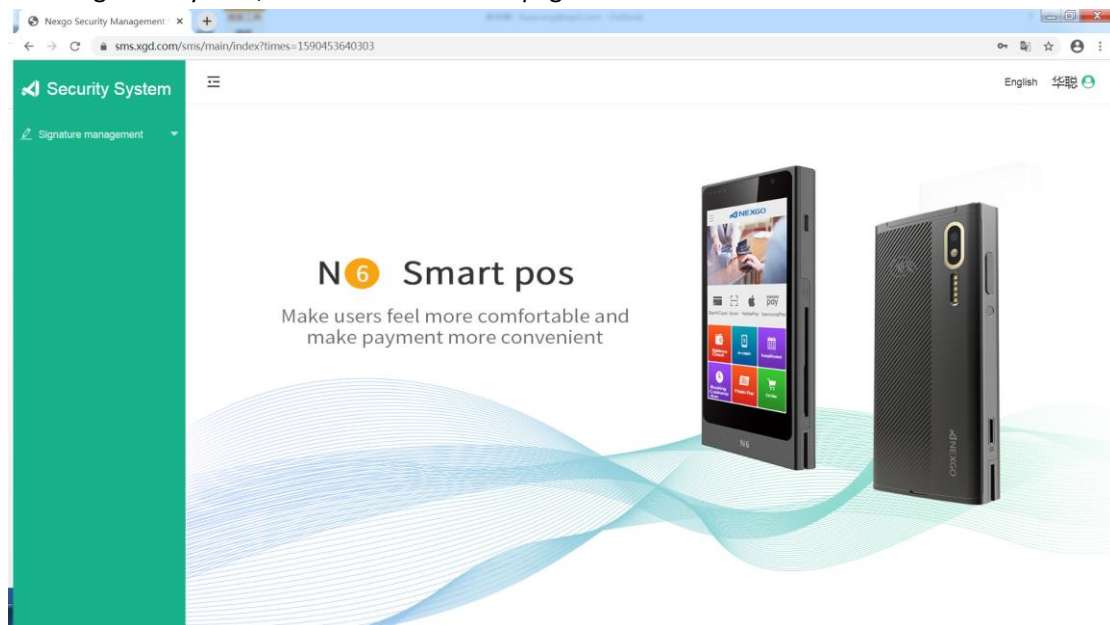 Nexgo Security Management
sms.xgd.com/sms/main/index?times=1590453640303
Security System
English 华聪
Signature management
N6 Smart pos
Make users feel more comfortable and
make payment more convenient
NEXGO
pay
N6
NEXGO